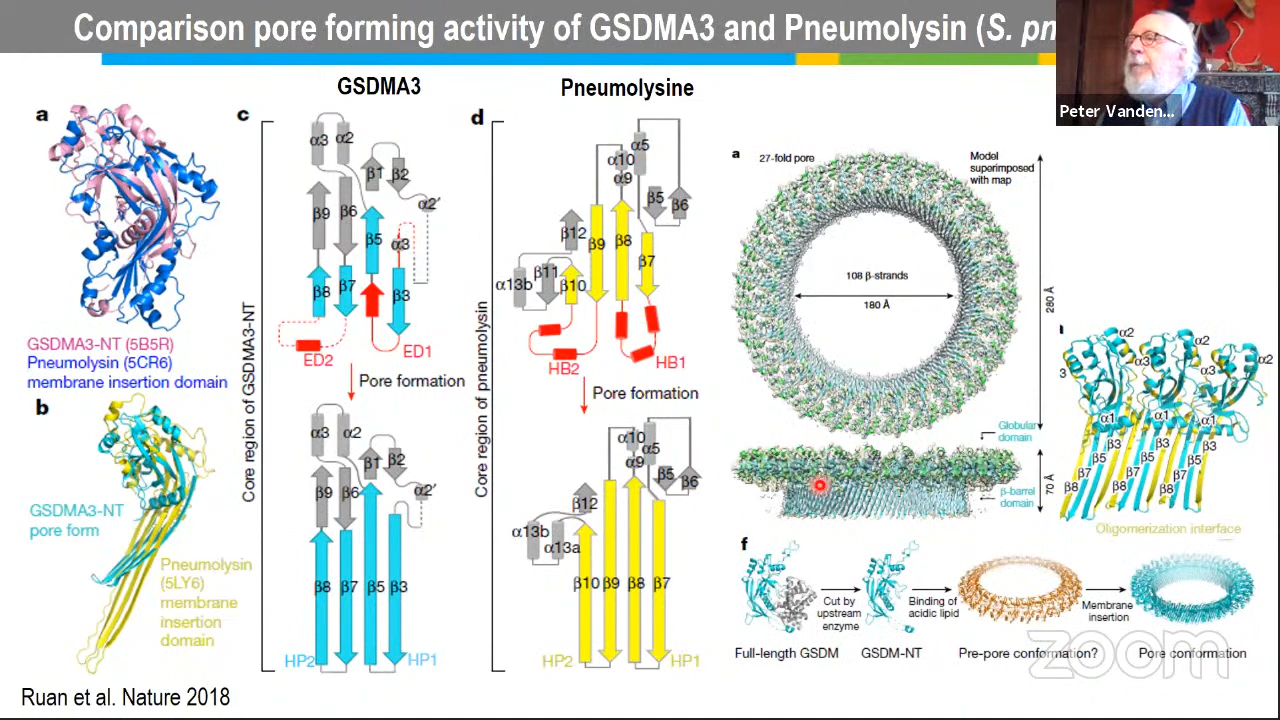 Comparison pore forming activity of GSDMA3 and Pneumolysin (S. pn
Peter Vanden...
GSDMA3
Pneumolysine
a
GSDMA3-NT (5B5R)
Pneumolysin (5CR6)
membrane insertion domain
b
GSDMA3-NT
pore form
Pneumolysin
(5LY6)
membrane
insertion
domain
c
Core region of GSDMA3-NT
α3 α2
β1 β2
β9 β6 α2′
β5 α3
β8 β7 β3
ED2 ED1
Pore formation
α3 α2
β1 β2
β9 β6 α2′
β8 β7 β5 β3
HP2 HP1
d
Core region of pneumolysin
α5
α10
α9
β5 β6
β12 β9 β8 β7
α13b β11 β10
HB2 HB1
Pore formation
α10 α5
α9 β5 β6
β12
α13b α13a
β10 β9 β8 β7
HP2 HP1
a 27-fold pore
Model
superimposed
with map
108 β-strands
180 Å
280 Å
Globular
domain
70 Å
β-barrel
domain
α2
α2
3 α3 α3 α2
α1 α1 α1
β3 β3 β3
β5 β5
β7 β7
β8 β8 β8
Oligomerization interface
f
Cut by
upstream
enzyme
Binding of
acidic lipid
Membrane
insertion
Full-length GSDM GSDM-NT Pre-pore conformation? Pore conformation
zoom
Ruan et al. Nature 2018